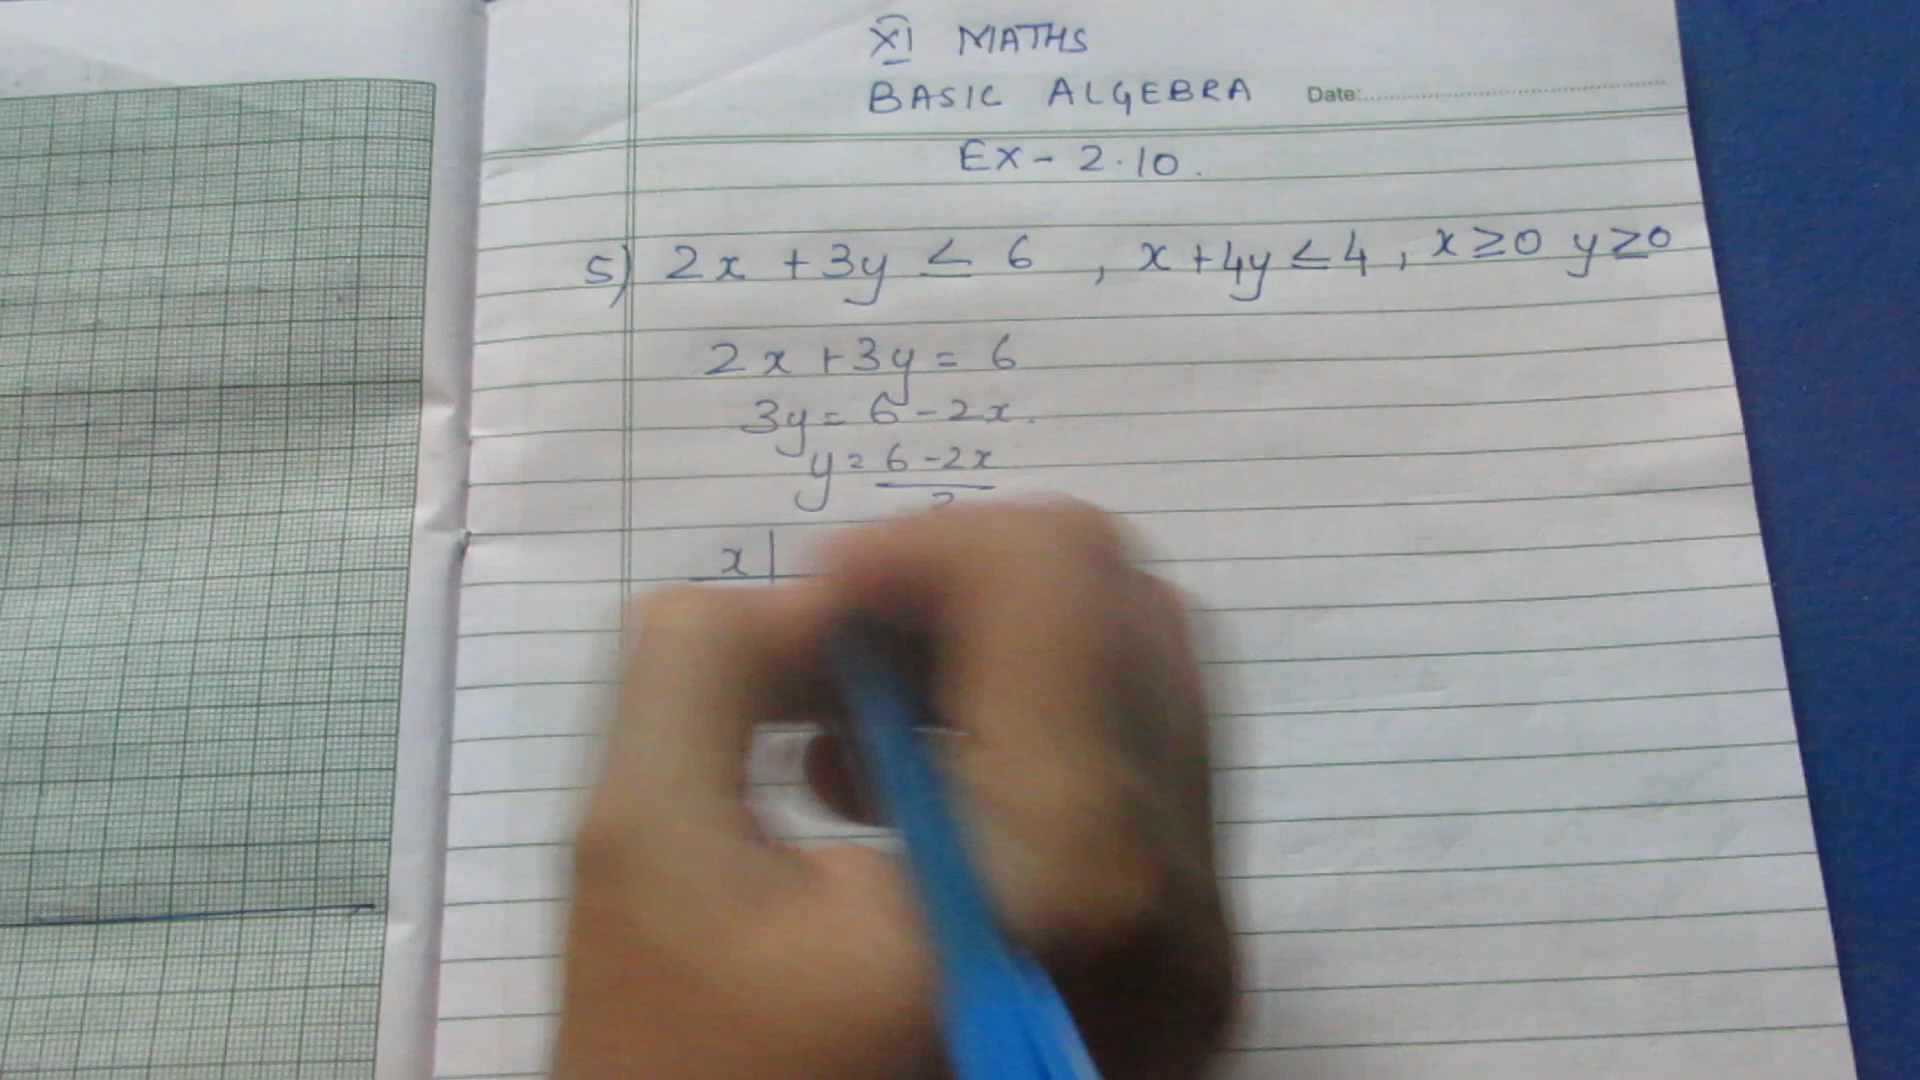 XI MATHS
BASIC ALGEBRA Date:
EX - 2.10.
5) 2x + 3y ≤ 6 , x + 4y ≤ 4 , x ≥ 0 y ≥ 0
2x + 3y = 6
3y = 6 - 2x.
y = 6 - 2x
x